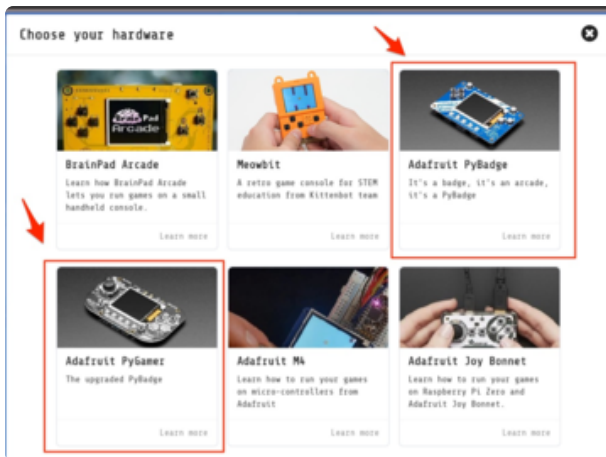 Choose your hardware
BrainPad
Arcade
BrainPad Arcade
Learn how BrainPad Arcade
lets you run games on a small
handheld console.
Learn more
Meowbit
A retro game console for STEM
education from Kittenbot team
Learn more
Adafruit PyBadge
It's a badge, it's an arcade,
it's a PyBadge
Learn more
Adafruit PyGamer
The upgraded PyBadge
Learn more
Adafruit M4
Learn how to run your games
on micro-controllers from
Adafruit
Learn more
Adafruit Joy Bonnet
Learn how to run your games
on Raspberry Pi Zero and
Adafruit Joy Bonnet.
Learn more